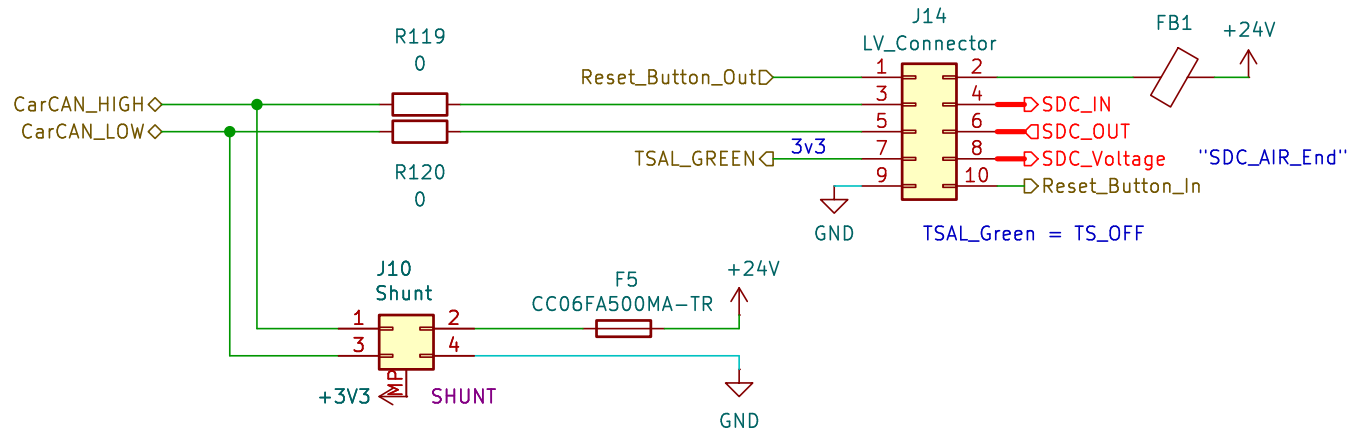 J14
LV_Connector
FB1
+24V
R119
0
Reset_Button_Out
1
2
CarCAN_HIGH
3
4
SDC_IN
CarCAN_LOW
5
6
SDC_OUT
TSAL_GREEN
3v3
7
8
SDC_Voltage
"SDC_AIR_End"
R120
0
9
10
Reset_Button_In
GND
TSAL_Green = TS_OFF
J10
Shunt
F5
CC06FA500MA-TR
+24V
1
2
3
4
MP
+3V3
SHUNT
GND